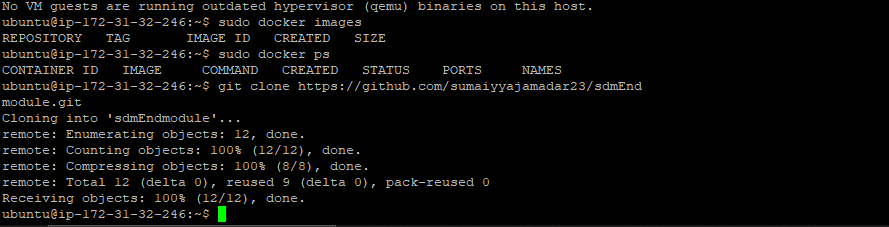 No VM guests are running outdated hypervisor (qemu) binaries on this host.
ubuntu@ip-172-31-32-246:~$ sudo docker images
REPOSITORY   TAG       IMAGE ID   CREATED   SIZE
ubuntu@ip-172-31-32-246:~$ sudo docker ps
CONTAINER ID   IMAGE     COMMAND   CREATED   STATUS    PORTS     NAMES
ubuntu@ip-172-31-32-246:~$ git clone https://github.com/sumaiyyajamadar23/sdmEnd
module.git
Cloning into 'sdmEndmodule'...
remote: Enumerating objects: 12, done.
remote: Counting objects: 100% (12/12), done.
remote: Compressing objects: 100% (8/8), done.
remote: Total 12 (delta 0), reused 9 (delta 0), pack-reused 0
Receiving objects: 100% (12/12), done.
ubuntu@ip-172-31-32-246:~$